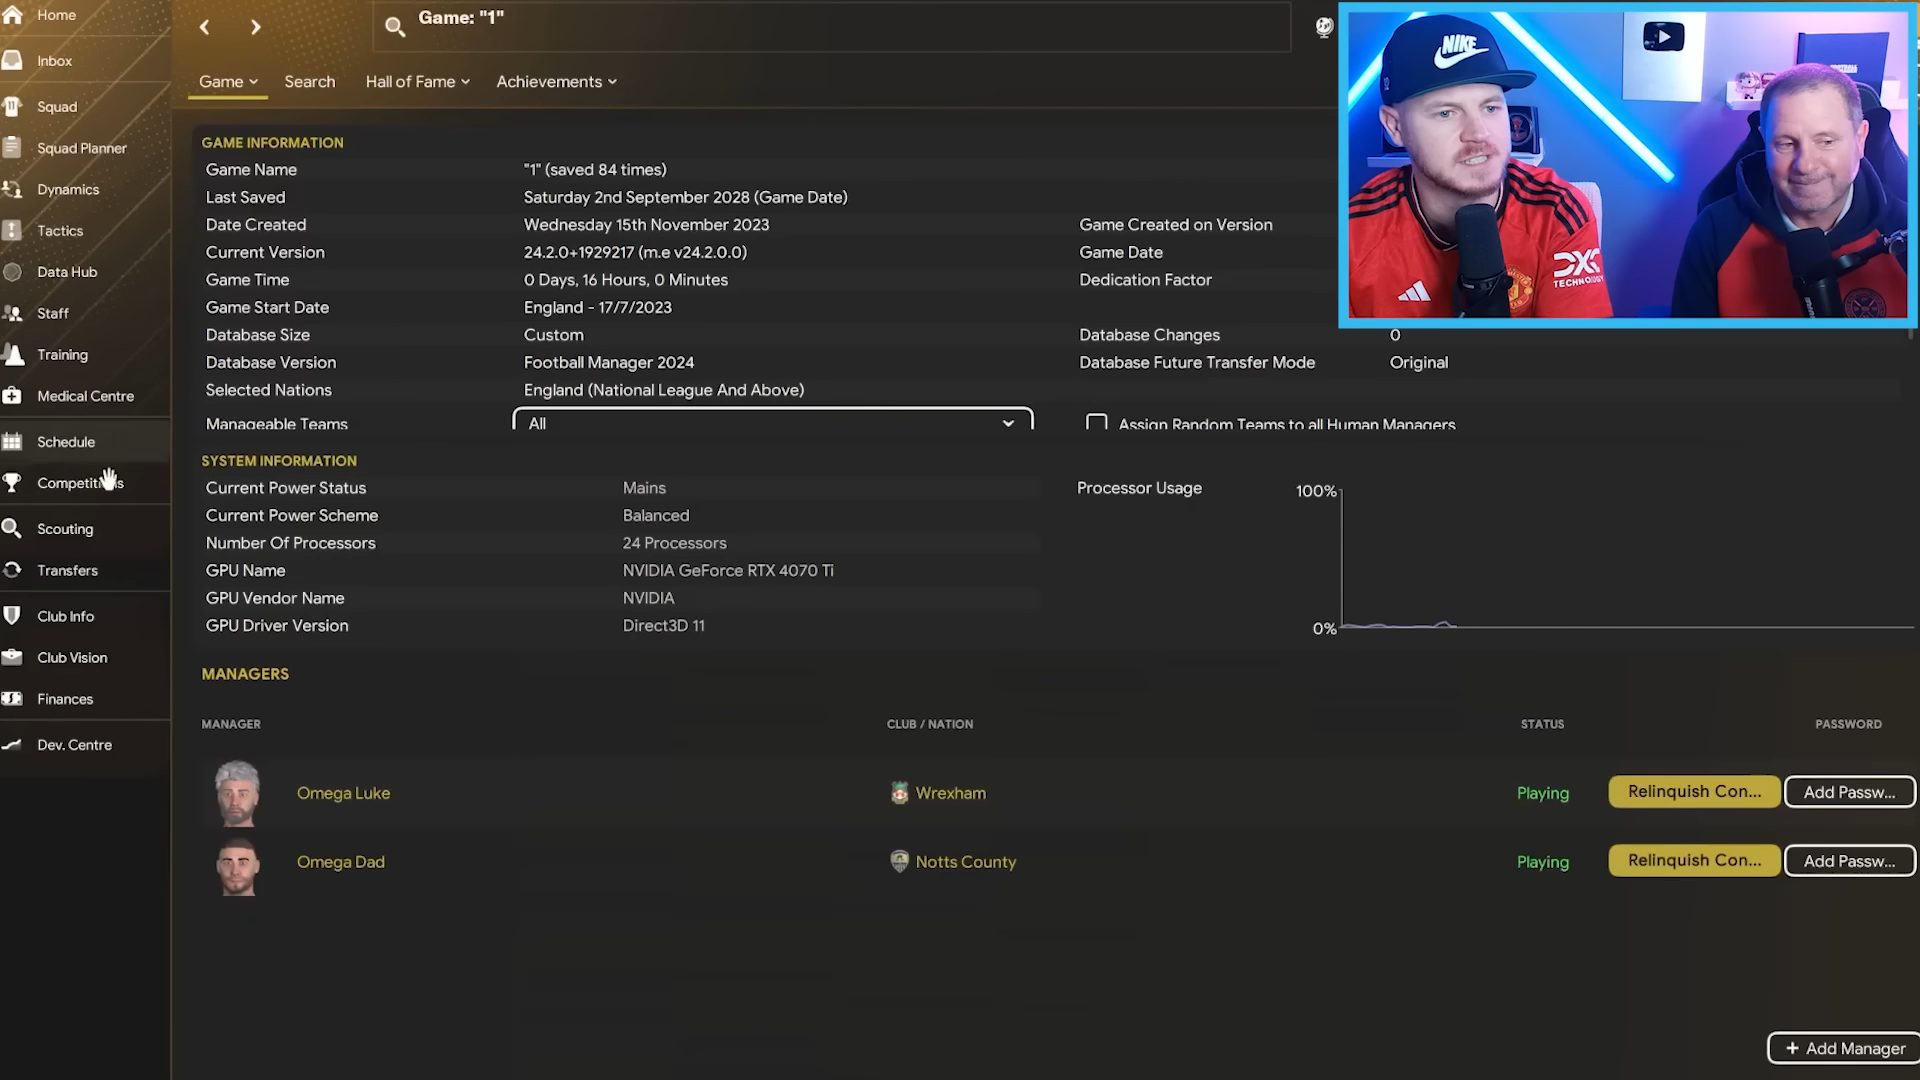 Home
Inbox
Squad
Squad Planner
Dynamics
Tactics
Data Hub
Staff
Training
Medical Centre
Schedule
Competitions
Scouting
Transfers
Club Info
Club Vision
Finances
Dev. Centre
Game: "1"
Game Search Hall of Fame Achievements
GAME INFORMATION
Game Name "1" (saved 84 times)
Last Saved Saturday 2nd September 2028 (Game Date)
Date Created Wednesday 15th November 2023 Game Created on Version
Current Version 24.2.0+1929217 (m.e v24.2.0.0) Game Date
Game Time 0 Days, 16 Hours, 0 Minutes Dedication Factor
Game Start Date England - 17/7/2023
Database Size Custom Database Changes 0
Database Version Football Manager 2024 Database Future Transfer Mode Original
Selected Nations England (National League And Above)
Manageable Teams All Assign Random Teams to all Human Managers
SYSTEM INFORMATION
Current Power Status Mains Processor Usage 100%
Current Power Scheme Balanced
Number Of Processors 24 Processors
GPU Name NVIDIA GeForce RTX 4070 Ti
GPU Vendor Name NVIDIA
GPU Driver Version Direct3D 11 0%
MANAGERS
MANAGER CLUB / NATION STATUS PASSWORD
Omega Luke Wrexham Playing Relinquish Con... Add Passw...
Omega Dad Notts County Playing Relinquish Con... Add Passw...
+ Add Manager
NIKE
DXC
TECHNOLOGY